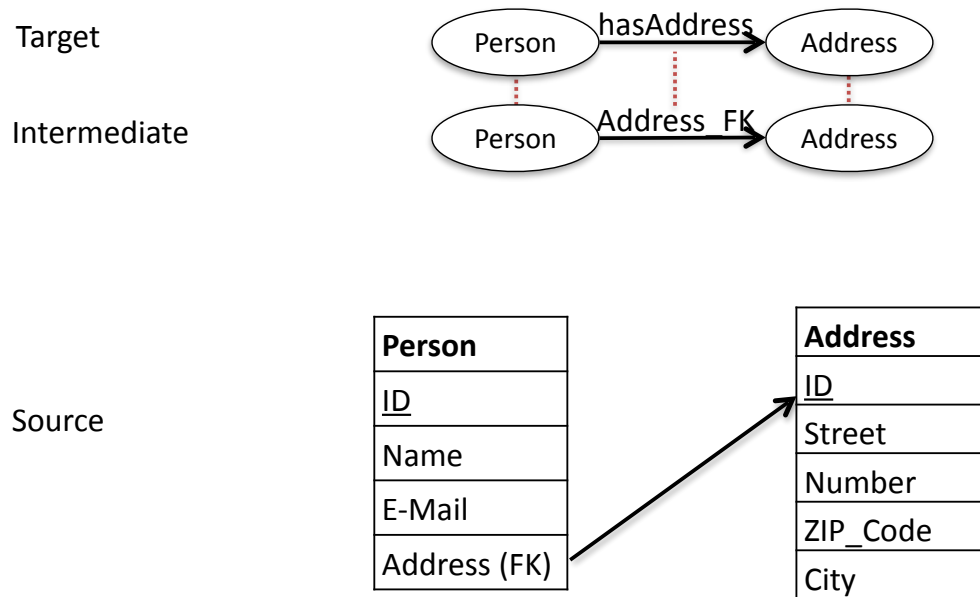 Target
Person
hasAddress
Address
Intermediate
Person
Address_FK
Address
Source
Person
ID
Name
E-Mail
Address (FK)
Address
ID
Street
Number
ZIP_Code
City